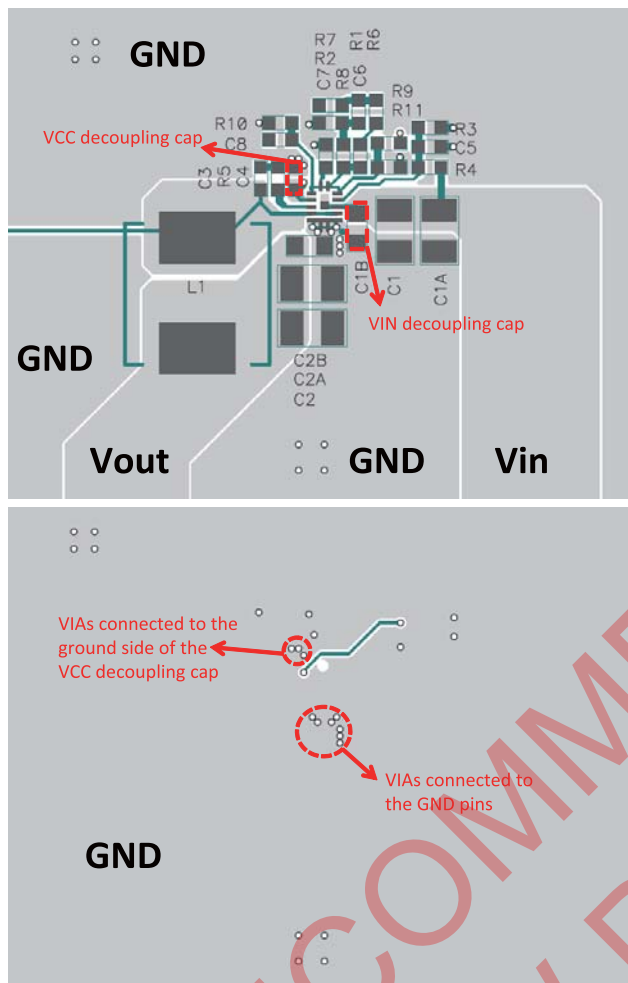 GND
R7
R2
C7
R8
R1
C6
R6
R9
R11
R10
C8
VCC decoupling cap
R3
C5
R4
C3
R5
C4
L1
C1B
C1
C1A
VIN decoupling cap
GND
C2B
C2A
C2
Vout
GND
Vin
VIAs connected to the
ground side of the
VCC decoupling cap
VIAs connected to
the GND pins
GND